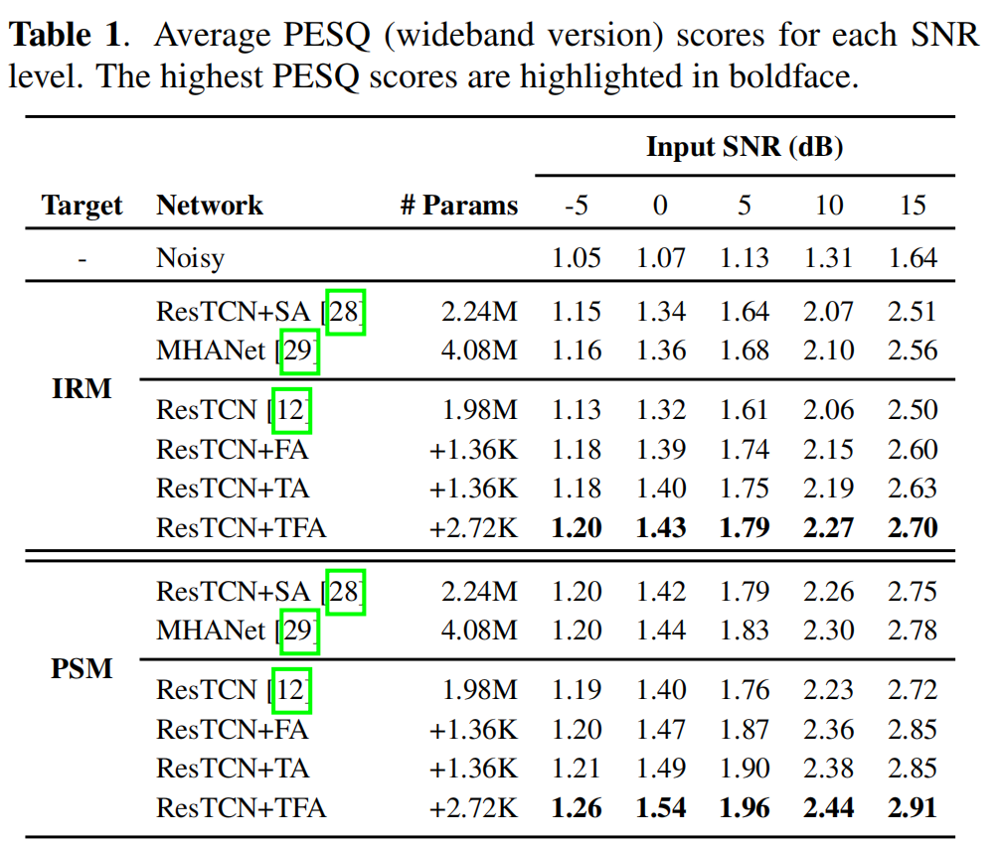 Table 1. Average PESQ (wideband version) scores for each SNR
level. The highest PESQ scores are highlighted in boldface.
Input SNR (dB)
Target Network # Params -5 0 5 10 15
- Noisy 1.05 1.07 1.13 1.31 1.64
ResTCN+SA [28] 2.24M 1.15 1.34 1.64 2.07 2.51
MHANet [29] 4.08M 1.16 1.36 1.68 2.10 2.56
IRM
ResTCN [12] 1.98M 1.13 1.32 1.61 2.06 2.50
ResTCN+FA +1.36K 1.18 1.39 1.74 2.15 2.60
ResTCN+TA +1.36K 1.18 1.40 1.75 2.19 2.63
ResTCN+TFA +2.72K 1.20 1.43 1.79 2.27 2.70
ResTCN+SA [28] 2.24M 1.20 1.42 1.79 2.26 2.75
MHANet [29] 4.08M 1.20 1.44 1.83 2.30 2.78
PSM
ResTCN [12] 1.98M 1.19 1.40 1.76 2.23 2.72
ResTCN+FA +1.36K 1.20 1.47 1.87 2.36 2.85
ResTCN+TA +1.36K 1.21 1.49 1.90 2.38 2.85
ResTCN+TFA +2.72K 1.26 1.54 1.96 2.44 2.91